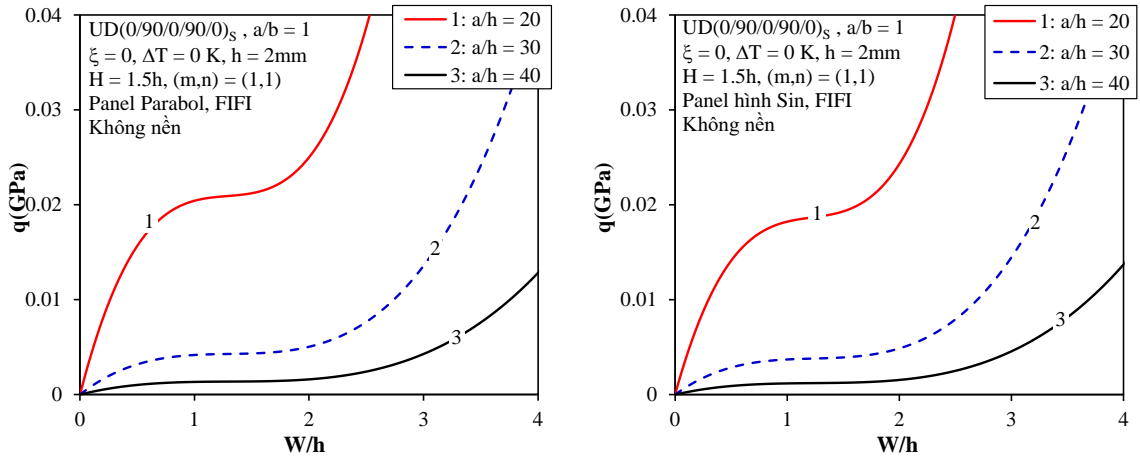 UD(0/90/0/90/0)S , a/b = 1
ξ = 0, ΔT = 0 K, h = 2mm
H = 1.5h, (m,n) = (1,1)
Panel Parabol, FIFI
Không nền
1: a/h = 20
2: a/h = 30
3: a/h = 40
0.04
0.03
0.02
0.01
0
q(GPa)
1
2
3
0
1
2
3
4
W/h
UD(0/90/0/90/0)S , a/b = 1
ξ = 0, ΔT = 0 K, h = 2mm
H = 1.5h, (m,n) = (1,1)
Panel hình Sin, FIFI
Không nền
1: a/h = 20
2: a/h = 30
3: a/h = 40
0.04
0.03
0.02
0.01
0
q(GPa)
1
2
3
0
1
2
3
4
W/h